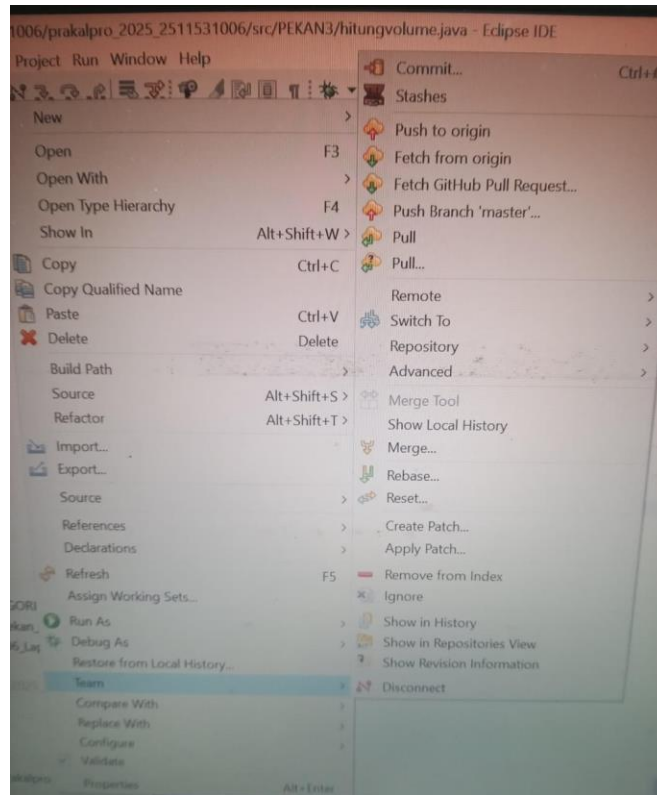 1006/prakalpro_2025_2511531006/src/PEKAN3/hitungvolume.java - Eclipse IDE
Project Run Window Help
New
Open F3
Open With
Open Type Hierarchy F4
Show In Alt+Shift+W
Copy Ctrl+C
Copy Qualified Name
Paste Ctrl+V
Delete Delete
Build Path
Source Alt+Shift+S
Refactor Alt+Shift+T
Import...
Export...
Source
References
Declarations
Refresh F5
Assign Working Sets...
Run As
Debug As
Restore from Local History...
Team
Compare With
Replace With
Configure
Validate
Properties Alt+Enter
Commit... Ctrl+#
Stashes
Push to origin
Fetch from origin
Fetch GitHub Pull Request...
Push Branch 'master'...
Pull
Pull...
Remote
Switch To
Repository
Advanced
Merge Tool
Show Local History
Merge...
Rebase...
Reset...
Create Patch...
Apply Patch...
Remove from Index
Ignore
Show in History
Show in Repositories View
Show Revision Information
Disconnect
GORI